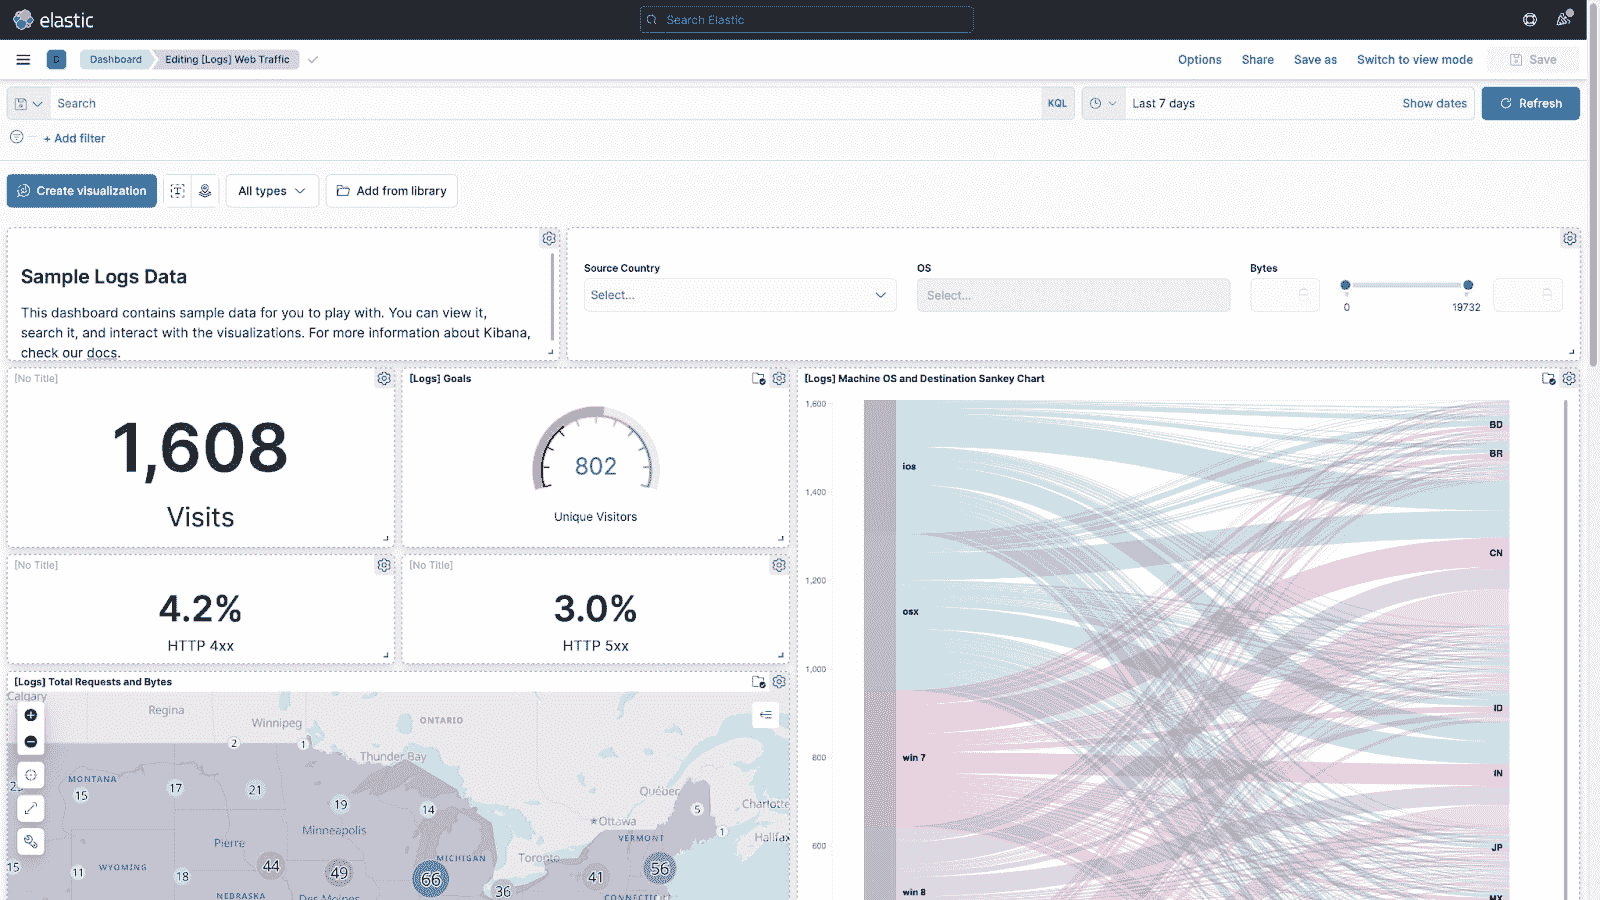 elastic
Search Elastic
D
Dashboard
Editing [Logs] Web Traffic
Options
Share
Save as
Switch to view mode
Save
Search
KQL
Last 7 days
Show dates
Refresh
+ Add filter
Create visualization
All types
Add from library
Sample Logs Data
This dashboard contains sample data for you to play with. You can view it,
search it, and interact with the visualizations. For more information about Kibana,
check our docs.
Source Country
Select...
OS
Select...
Bytes
0
19732
[No Title]
1,608
Visits
[Logs] Goals
802
Unique Visitors
[No Title]
4.2%
HTTP 4xx
[No Title]
3.0%
HTTP 5xx
[Logs] Total Requests and Bytes
Calgary
Regina
Winnipeg
ONTARIO
2
1
Thunder Bay
MONTANA
15
17
21
19
14
Québec
5
Charlotte
Minneapolis
Ottawa
1
Halifax
Pierre
VERMONT
MICHIGAN
Toronto
15
11
WYOMING
18
44
49
66
36
41
56
NEBRASKA
Des Moines
CONNECTICUT
[Logs] Machine OS and Destination Sankey Chart
1,600
1,400
1,200
1,000
800
600
ios
osx
win 7
win 8
BD
BR
CN
ID
IN
JP
MX